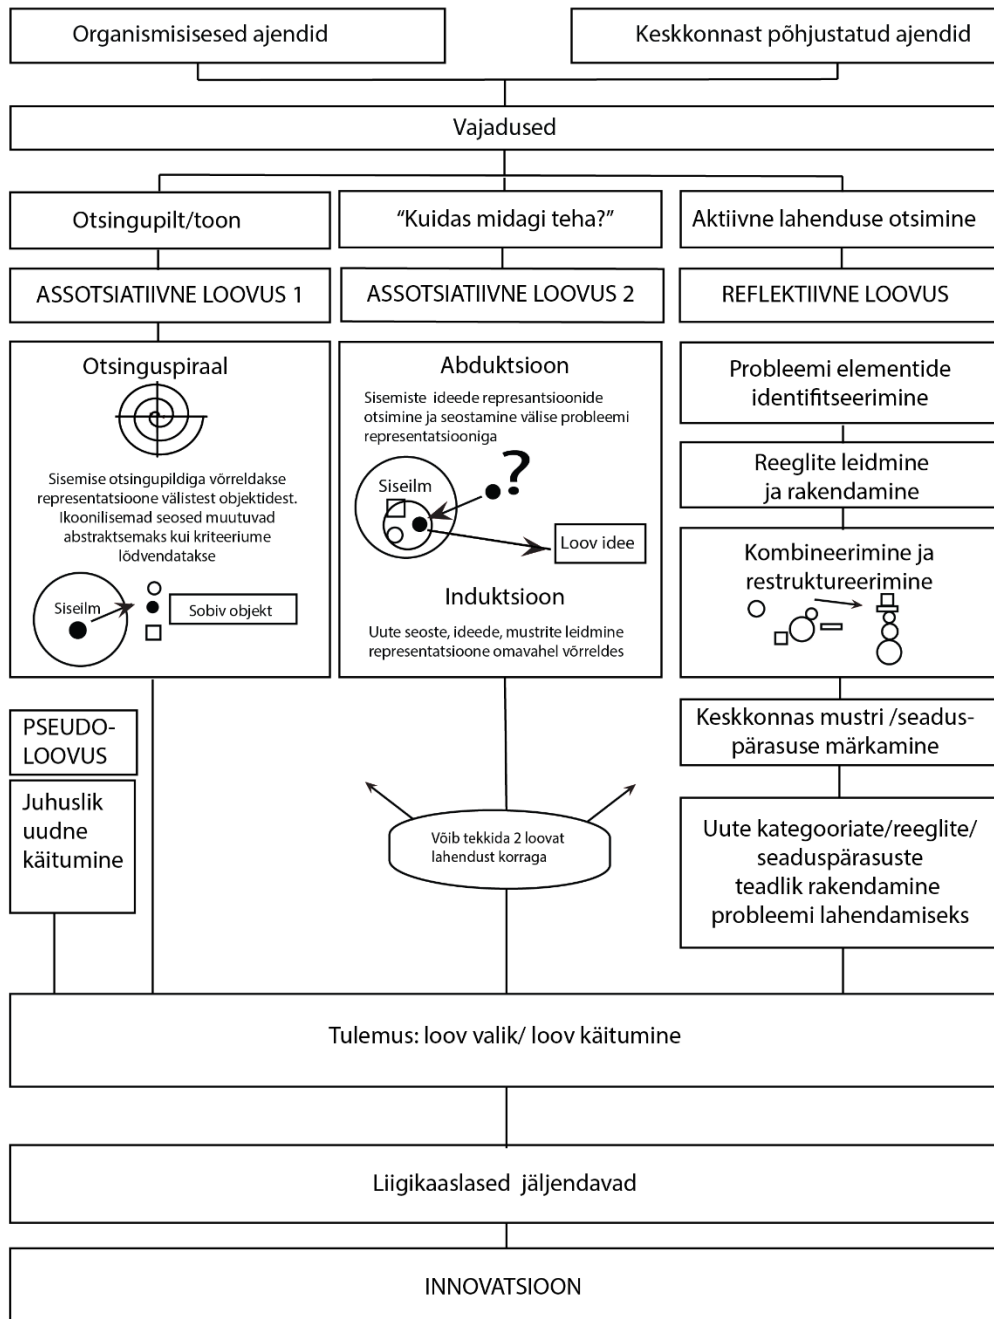 Organismisisesed ajendid
Keskkonnast põhjustatud ajendid
Vajadused
Otsingupilt/toon
“Kuidas midagi teha?”
Aktiivne lahenduse otsimine
ASSOTSIATIIVNE LOOVUS 1
ASSOTSIATIIVNE LOOVUS 2
REFLEKTIIVNE LOOVUS
Otsinguspiraal
Sisemise otsingupildiga võrreldakse
representatsioone välistest objektidest.
Ikoonilisemad seosed muutuvad
abstraktsemaks kui kriteeriume
lõdvendatakse
Siseilm
Sobiv objekt
Abduktsioon
Sisemiste ideede represantsioonide
otsimine ja seostamine välise probleemi
representatsiooniga
?
Siseilm
Loov idee
Induktsioon
Uute seoste, ideede, mustrite leidmine
representatsioone omavahel võrreldes
Probleemi elementide
identifitseerimine
Reeglite leidmine
ja rakendamine
Kombineerimine ja
restruktureerimine
Keskkonnas mustri /seadus-
pärasuse märkamine
Uute kategooriate/reeglite/
seaduspärasuste
teadlik rakendamine
probleemi lahendamiseks
PSEUDO-
LOOVUS
Juhuslik
uudne
käitumine
Võib tekkida 2 loovat
lahendust korraga
Tulemus: loov valik/ loov käitumine
Liigikaaslased jäljendavad
INNOVATSIOON